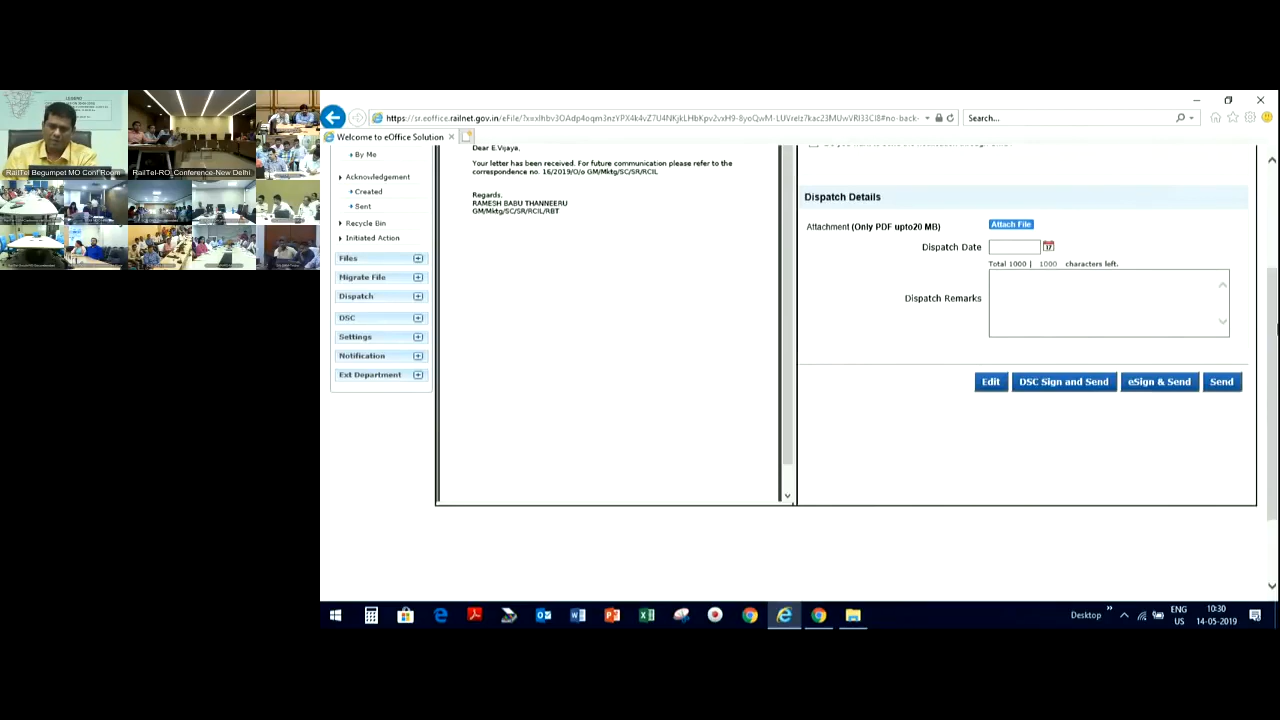 LEGEND
RailTel Begumpet MO Conf Room
RailTel-RO_Conference-New Delhi
Search...
Welcome to eOffice Solution
By Me
Acknowledgement
Created
Sent
Recycle Bin
Initiated Action
Files
Migrate File
Dispatch
DSC
Settings
Notification
Ext Department
Dear E.Vijaya,
Your letter has been received. For future communication please refer to the
correspondence no. 16/2019/O/o GM/Mktg/SC/SR/RCIL
Regards,
RAMESH BABU THANNEERU
GM/Mktg/SC/SR/RCIL/RBT
Dispatch Details
Attachment (Only PDF upto20 MB)
Attach File
Dispatch Date
17
Total 1000 | 1000 characters left.
Dispatch Remarks
Edit
DSC Sign and Send
eSign & Send
Send
Desktop
ENG
US
10:30
14-05-2019